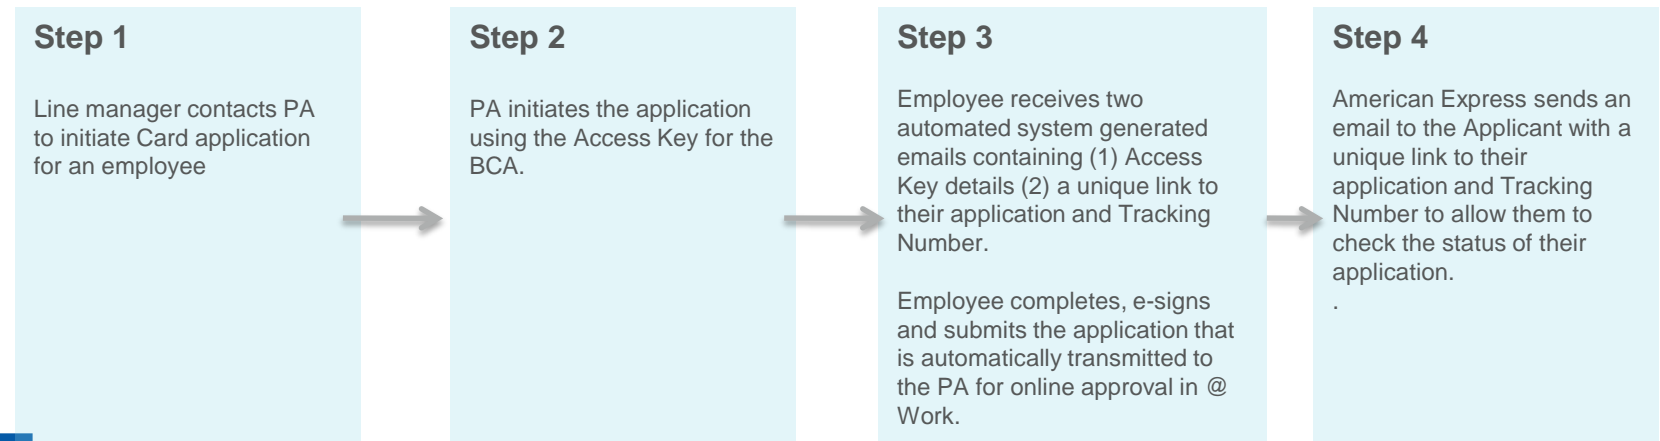 Step 1
Line manager contacts PA
to initiate Card application
for an employee
Step 2
PA initiates the application
using the Access Key for the
BCA.
Step 3
Employee receives two
automated system generated
emails containing (1) Access
Key details (2) a unique link to
their application and Tracking
Number.
Employee completes, e-signs
and submits the application that
is automatically transmitted to
the PA for online approval in @
Work.
Step 4
American Express sends an
email to the Applicant with a
unique link to their
application and Tracking
Number to allow them to
check the status of their
application.
.